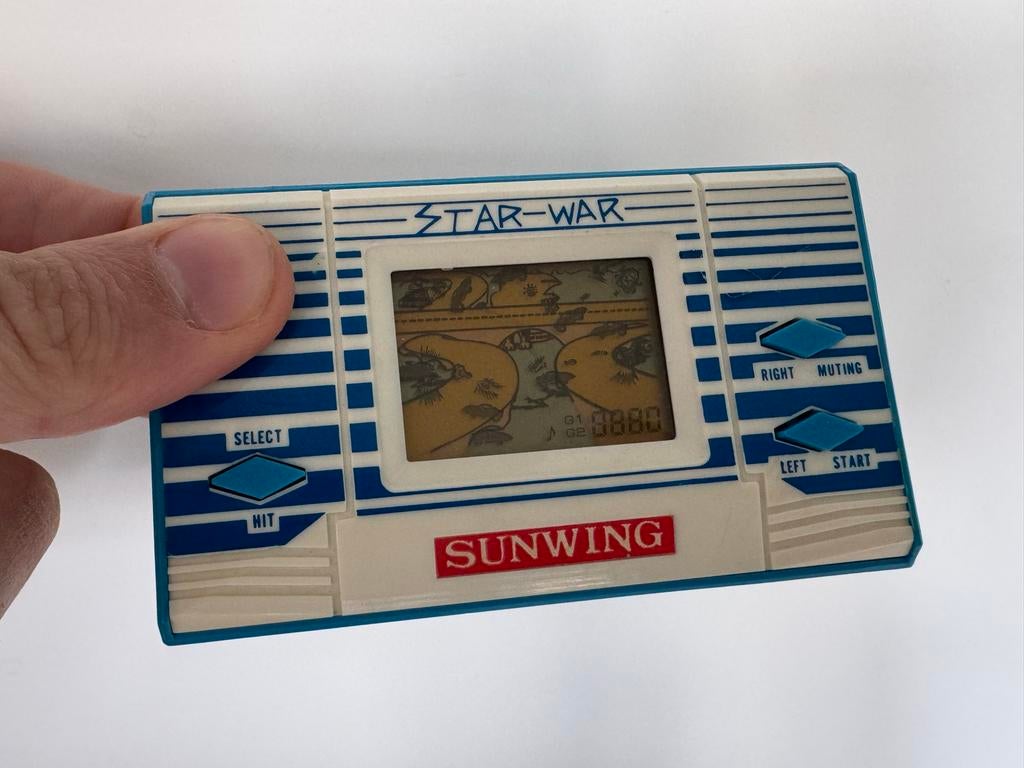 STAR-WAR
RIGHT MUTING
G1
G2 8880
SELECT
LEFT START
HIT
SUNWING